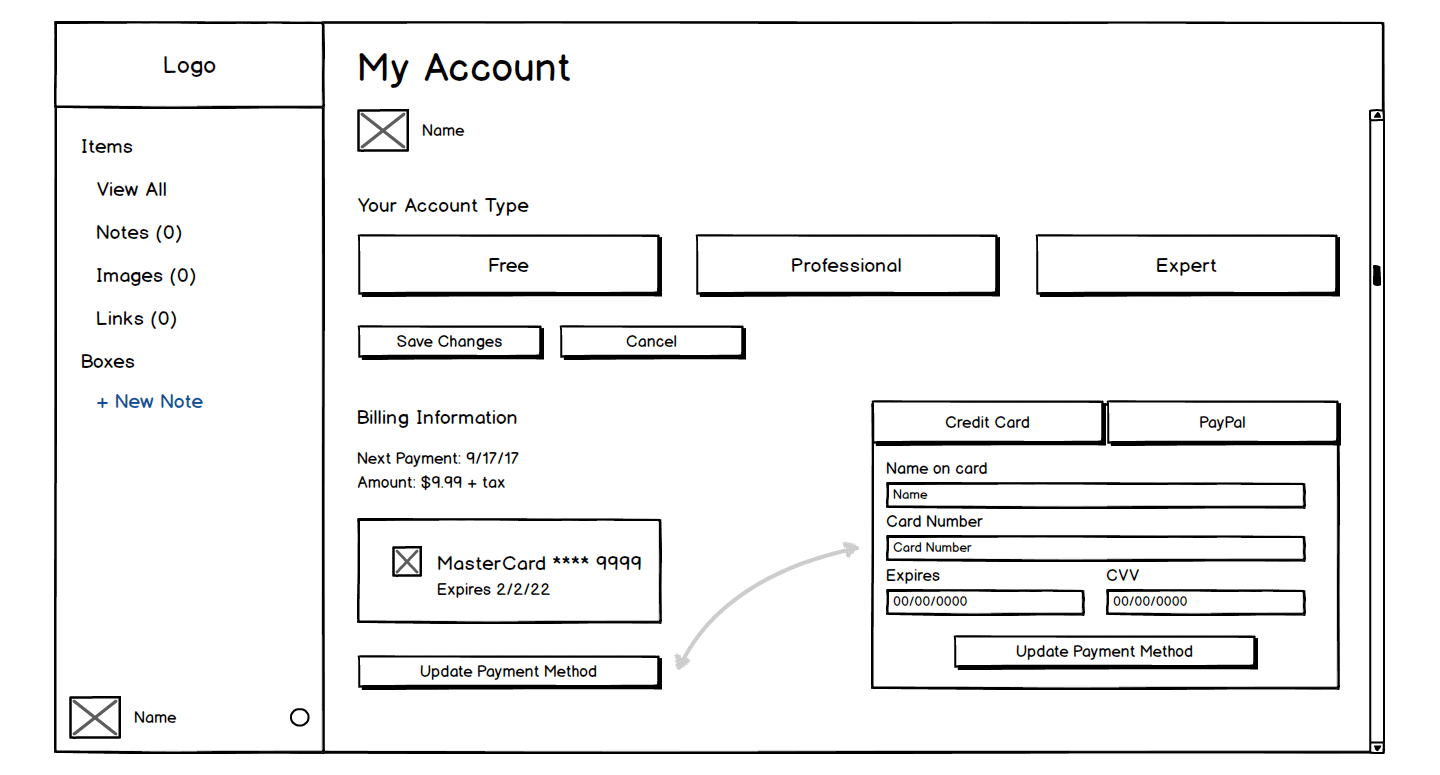 Logo
Items
View All
Notes (0)
Images (0)
Links (0)
Boxes
+ New Note
Name
My Account
Name
Your Account Type
Free
Professional
Expert
Save Changes
Cancel
Billing Information
Next Payment: 9/17/17
Amount: $9.99 + tax
MasterCard **** 9999
Expires 2/2/22
Update Payment Method
Credit Card
PayPal
Name on card
Name
Card Number
Card Number
Expires
CVV
00/00/0000
00/00/0000
Update Payment Method